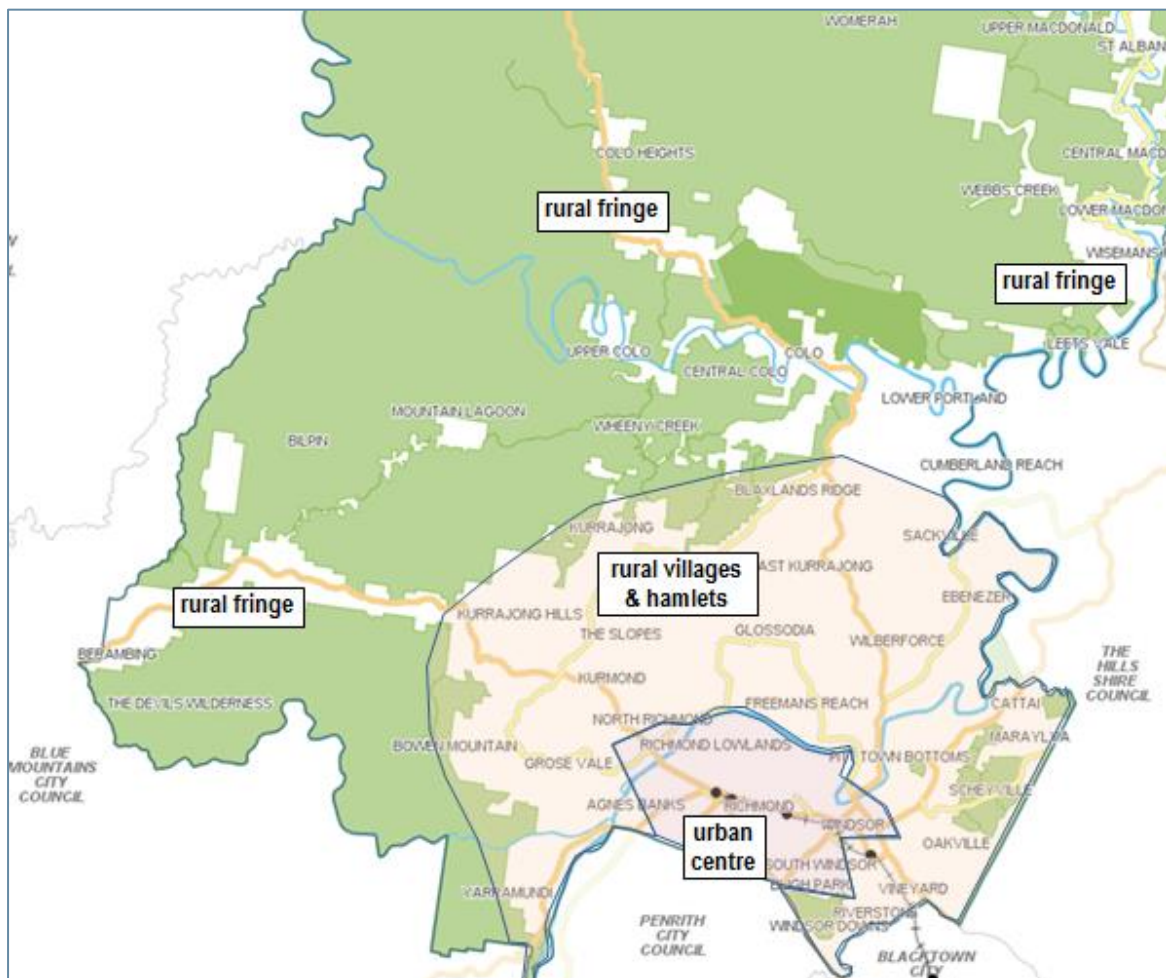 WOMERAH
UPPER MACDONALD
ST ALBAN
COLO HEIGHTS
CENTRAL MACD
WEBBS CREEK
rural fringe
LOWER MACDON
WISEMANS
rural fringe
LEETS VALE
UPPER COLO
COLO
CENTRAL COLO
LOWER PORTLAND
MOUNTAIN LAGOON
BILPIN
WHEENY CREEK
CUMBERLAND REACH
BLAXLANDS RIDGE
KURRAJONG
SACKVILLE
rural villages
& hamlets
AST KURRAJONG
rural fringe
EBENEZER
KURRAJONG HILLS
THE SLOPES
GLOSSODIA
WILBERFORCE
BERAMBING
THE
HILLS
SHIRE
COUNCIL
KURMOND
THE DEVILS WILDERNESS
FREEMANS REACH
CATTAI
NORTH RICHMOND
BOWEN MOUNTAIN
RICHMOND LOWLANDS
MARAYLYA
PITT TOWN BOTTOMS
GROSE VALE
BLUE
MOUNTAINS
CITY
COUNCIL
SCHEYVILLE
AGNES BANKS
RICHMOND
WINDSOR
urban
centre
OAKVILLE
SOUTH WINDSOR
BLIGH PARK
YARRAMUNDI
VINEYARD
RIVERSTONE
WINDSOR DOWNS
PENRITH
CITY
COUNCIL
BLACKTOWN
CITY